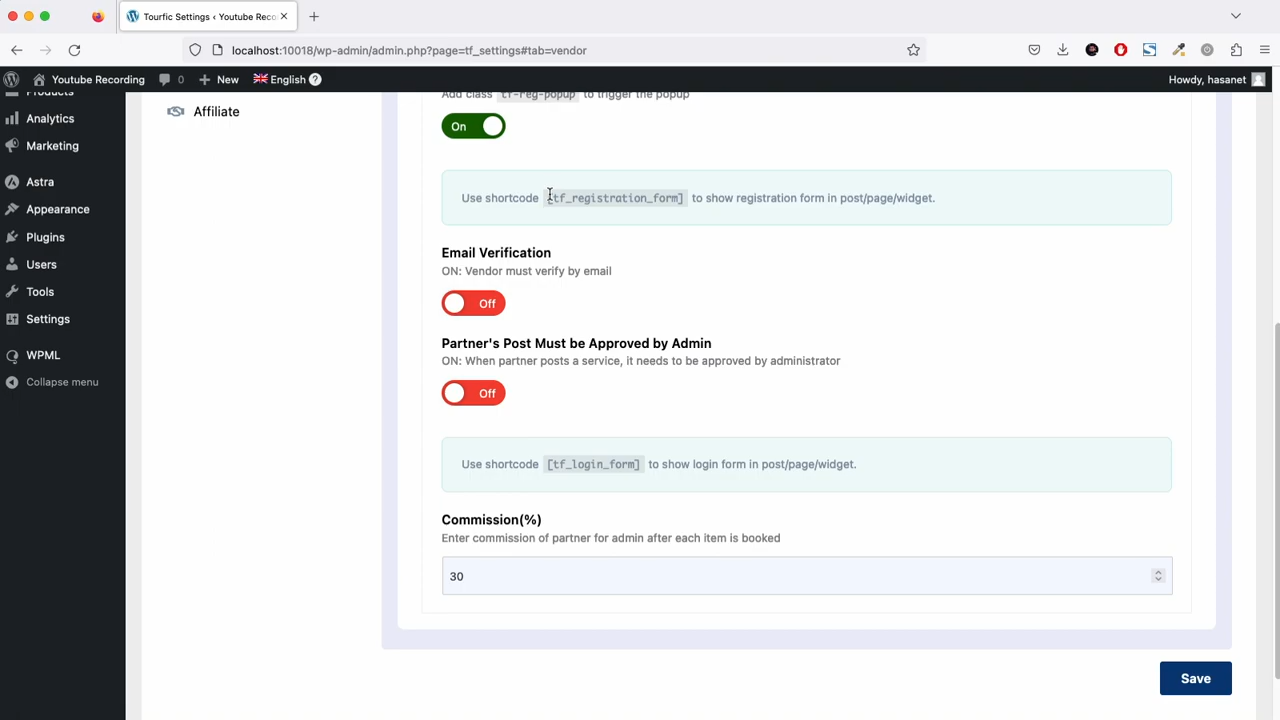 Tourfic Settings ‹ Youtube Reco
localhost:10018/wp-admin/admin.php?page=tf_settings#tab=vendor
Youtube Recording
0
New
English
Howdy, hasanet
Products
Analytics
Marketing
Astra
Appearance
Plugins
Users
Tools
Settings
WPML
Collapse menu
Affiliate
Add class tf-reg-popup to trigger the popup
On
Use shortcode [tf_registration_form] to show registration form in post/page/widget.
Email Verification
ON: Vendor must verify by email
Off
Partner's Post Must be Approved by Admin
ON: When partner posts a service, it needs to be approved by administrator
Off
Use shortcode [tf_login_form] to show login form in post/page/widget.
Commission(%)
Enter commission of partner for admin after each item is booked
30
Save